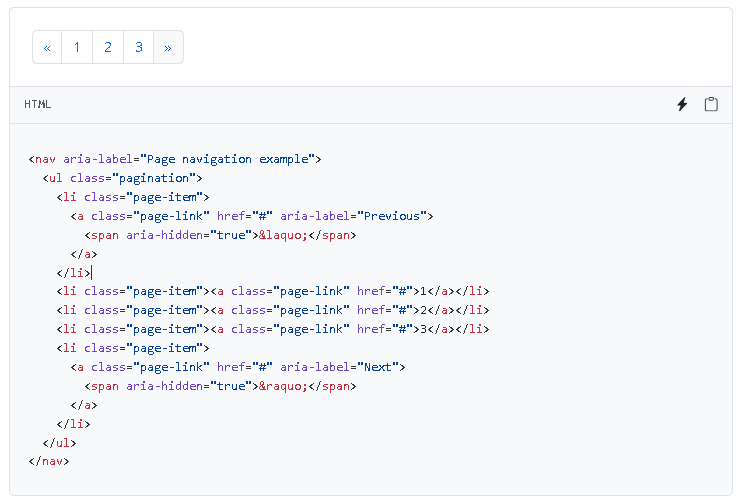 « 1 2 3 »
HTML
<nav aria-label="Page navigation example">
  <ul class="pagination">
    <li class="page-item">
      <a class="page-link" href="#" aria-label="Previous">
        <span aria-hidden="true">&laquo;</span>
      </a>
    </li>
    <li class="page-item"><a class="page-link" href="#">1</a></li>
    <li class="page-item"><a class="page-link" href="#">2</a></li>
    <li class="page-item"><a class="page-link" href="#">3</a></li>
    <li class="page-item">
      <a class="page-link" href="#" aria-label="Next">
        <span aria-hidden="true">&raquo;</span>
      </a>
    </li>
  </ul>
</nav>